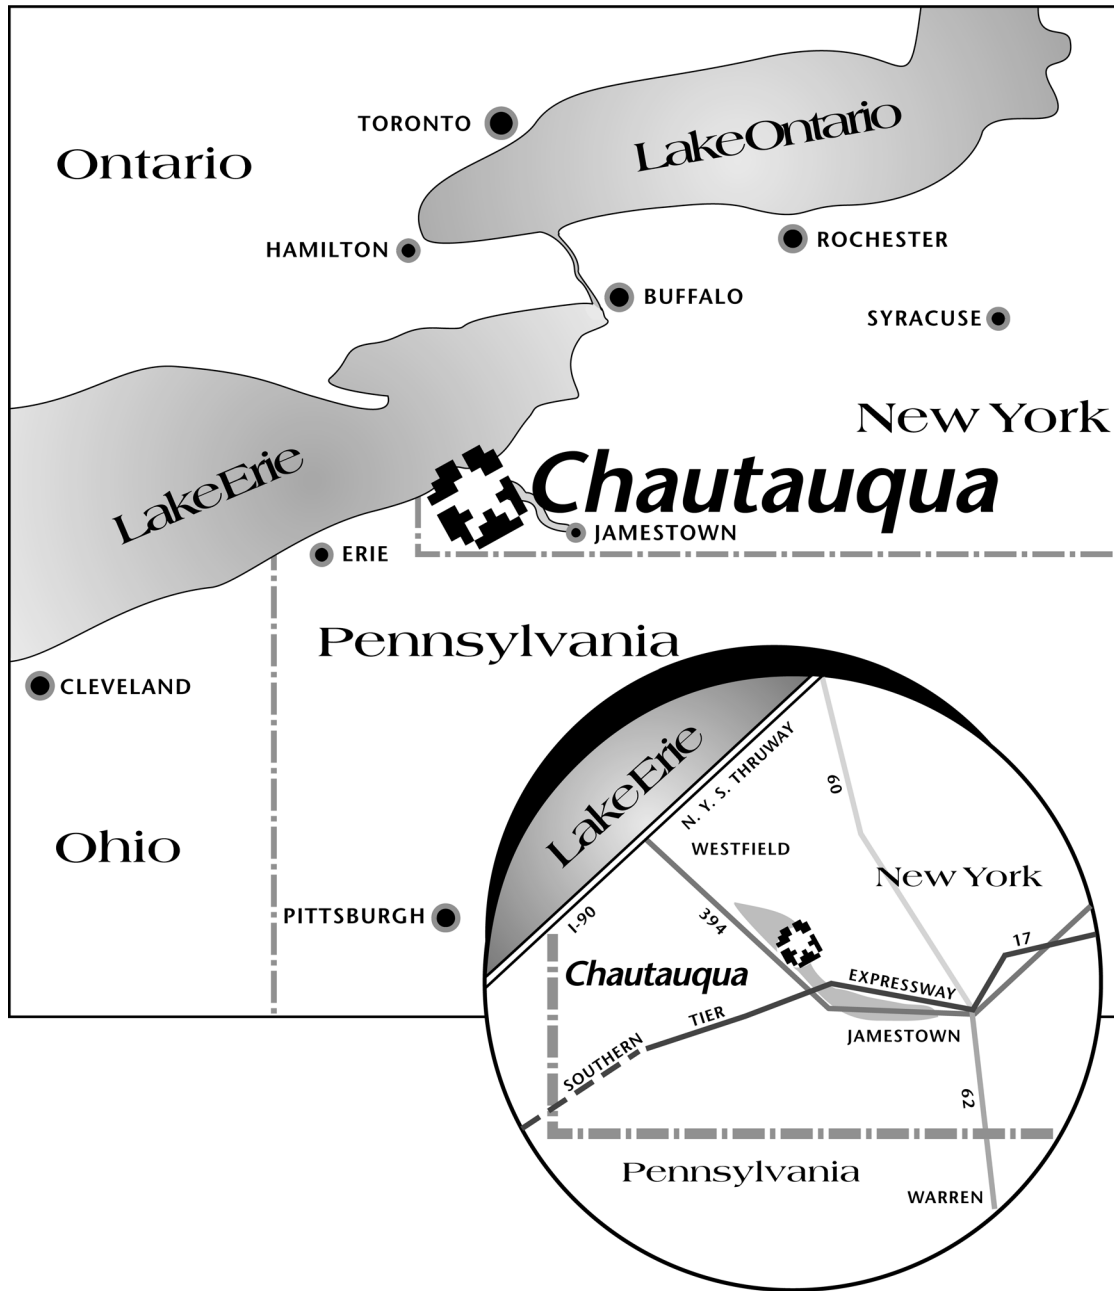 TORONTO
LakeOntario
Ontario
HAMILTON
ROCHESTER
BUFFALO
SYRACUSE
New York
LakeErie
Chautauqua
JAMESTOWN
ERIE
Pennsylvania
CLEVELAND
Ohio
PITTSBURGH
LakeErie
N. Y. S. THRUWAY
60
WESTFIELD
New York
394
I-90
17
Chautauqua
EXPRESSWAY
TIER
JAMESTOWN
SOUTHERN
62
Pennsylvania
WARREN